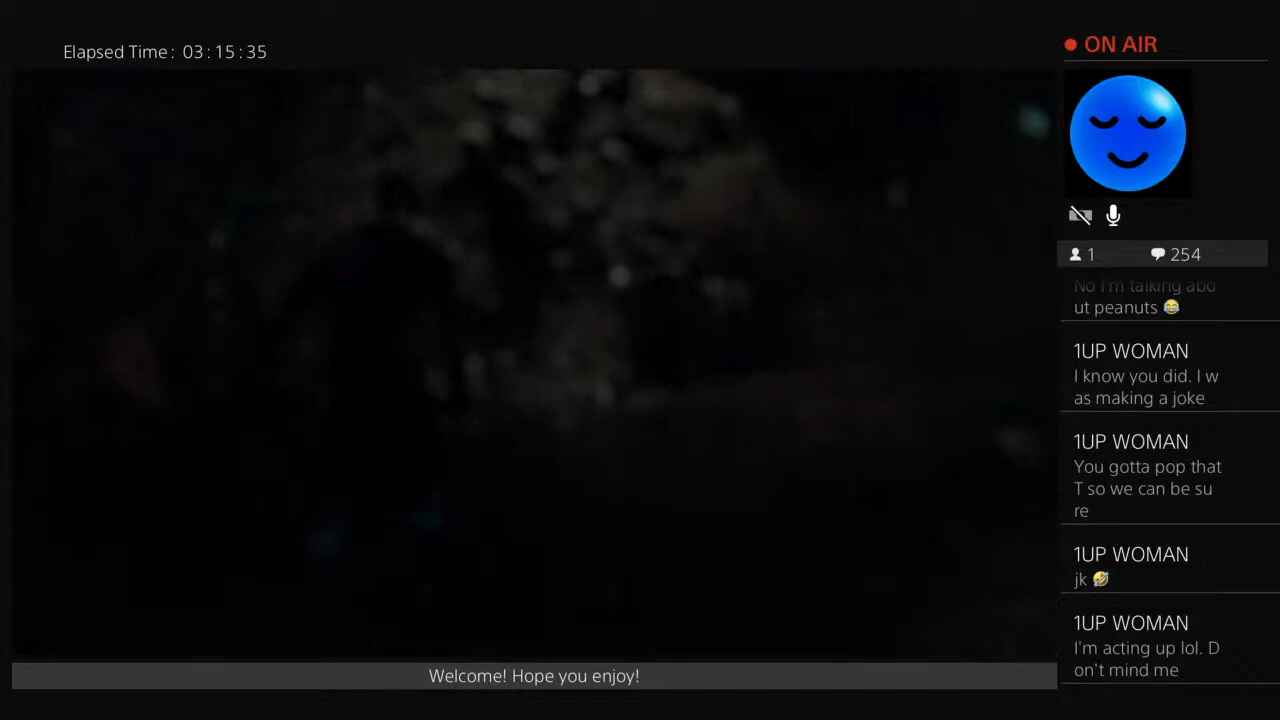 Elapsed Time: 03:15:35
ON AIR
1
254
No I'm talking abo
ut peanuts 😂
1UP WOMAN
I know you did. I w
as making a joke
1UP WOMAN
You gotta pop that
T so we can be su
re
1UP WOMAN
jk 🤣
1UP WOMAN
I'm acting up lol. D
on't mind me
Welcome! Hope you enjoy!